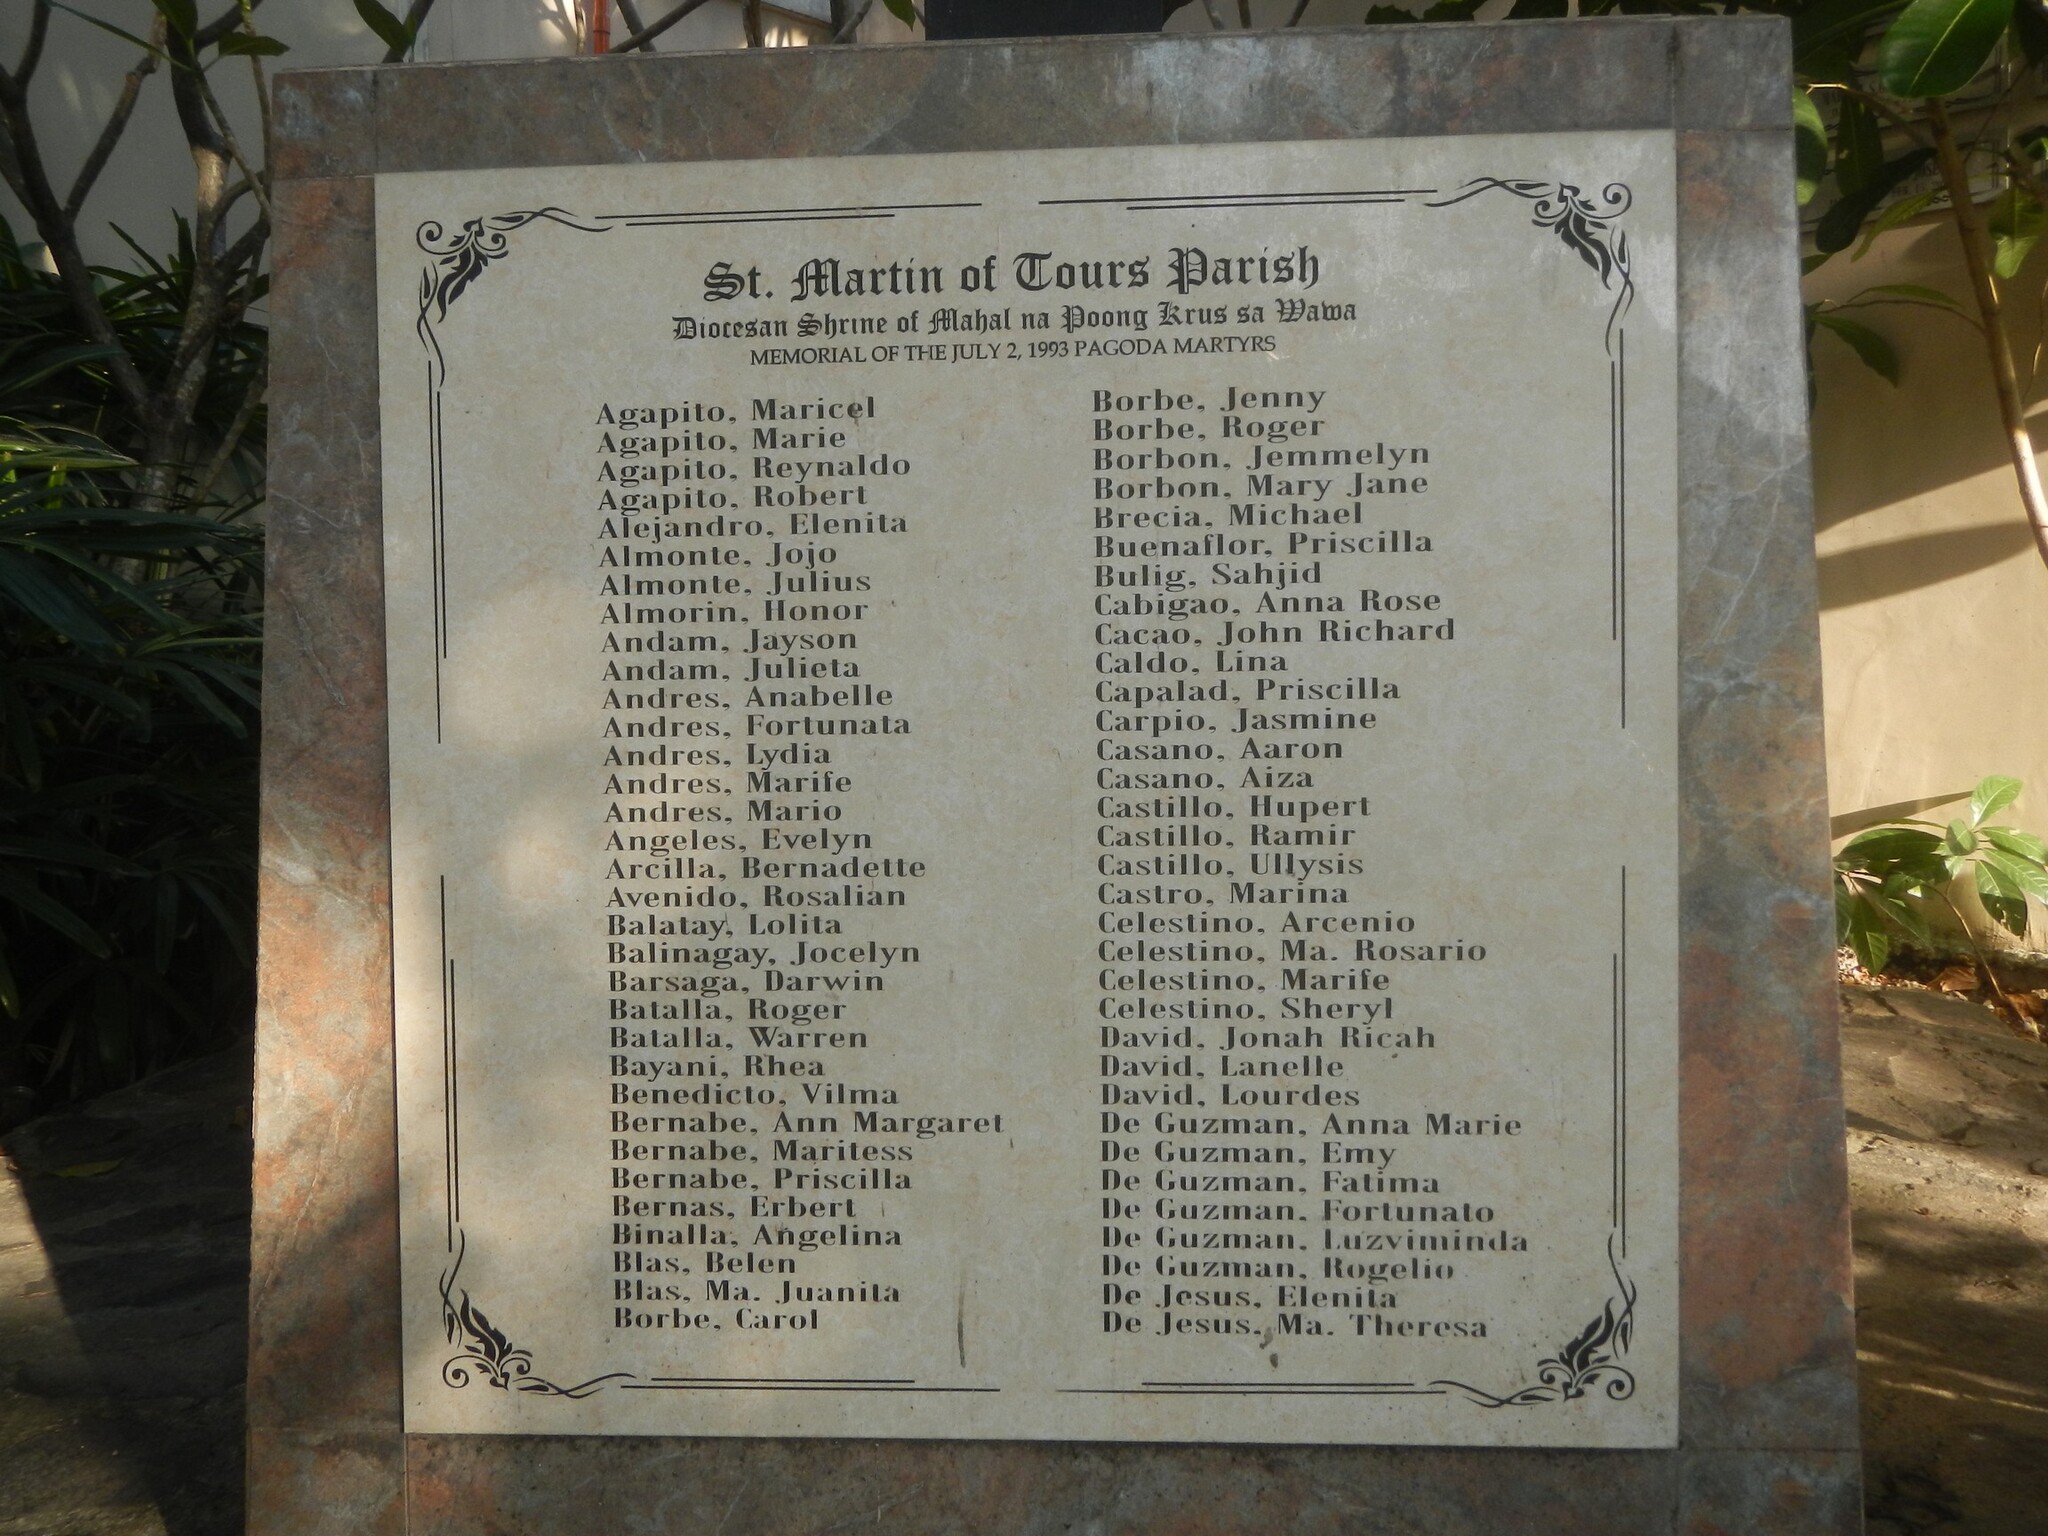 St. Martin of Tours Parish
Diocesan Shrine of Mahal na Poong Krus sa Wawa
MEMORIAL OF THE JULY 2, 1993 PAGODA MARTYRS
Agapito, Maricel
Agapito, Marie
Agapito, Reynaldo
Agapito, Robert
Alejandro, Elenita
Almonte, Jojo
Almonte, Julius
Almorin, Honor
Andam, Jayson
Andam, Julieta
Andres, Anabelle
Andres, Fortunata
Andres, Lydia
Andres, Marife
Andres, Mario
Angeles, Evelyn
Arcilla, Bernadette
Avenido, Rosalian
Balatay, Lolita
Balinagay, Jocelyn
Barsaga, Darwin
Batalla, Roger
Batalla, Warren
Bayani, Rhea
Benedicto, Vilma
Bernabe, Ann Margaret
Bernabe, Maritess
Bernabe, Priscilla
Bernas, Erbert
Binalla, Angelina
Blas, Belen
Blas, Ma. Juanita
Borbe, Carol
Borbe, Jenny
Borbe, Roger
Borbon, Jemmelyn
Borbon, Mary Jane
Brecia, Michael
Buenaflor, Priscilla
Bulig, Sahjid
Cabigao, Anna Rose
Cacao, John Richard
Caldo, Lina
Capalad, Priscilla
Carpio, Jasmine
Casano, Aaron
Casano, Aiza
Castillo, Hupert
Castillo, Ramir
Castillo, Ullysis
Castro, Marina
Celestino, Arcenio
Celestino, Ma. Rosario
Celestino, Marife
Celestino, Sheryl
David, Jonah Ricah
David, Lanelle
David, Lourdes
De Guzman, Anna Marie
De Guzman, Emy
De Guzman, Fatima
De Guzman, Fortunato
De Guzman, Luzviminda
De Guzman, Rogelio
De Jesus, Elenita
De Jesus, Ma. Theresa